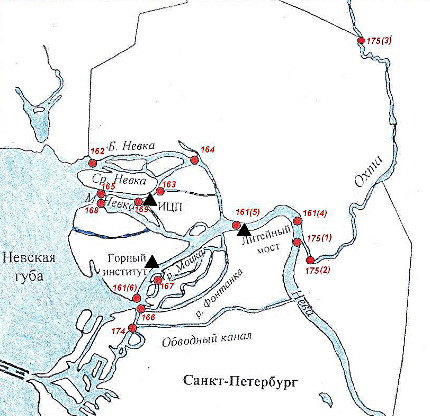 175(3)
Б. Невка
164
162
Охта
Ср. Невка
165
163
М. Невка
169
ИЦП
168
161(5)
161(4)
Литейный
мост
175(1)
175(2)
Невская
губа
Горный
институт
р. Мойка
167
р. Фонтанка
161(6)
166
Нева
174
Обводный канал
Санкт-Петербург